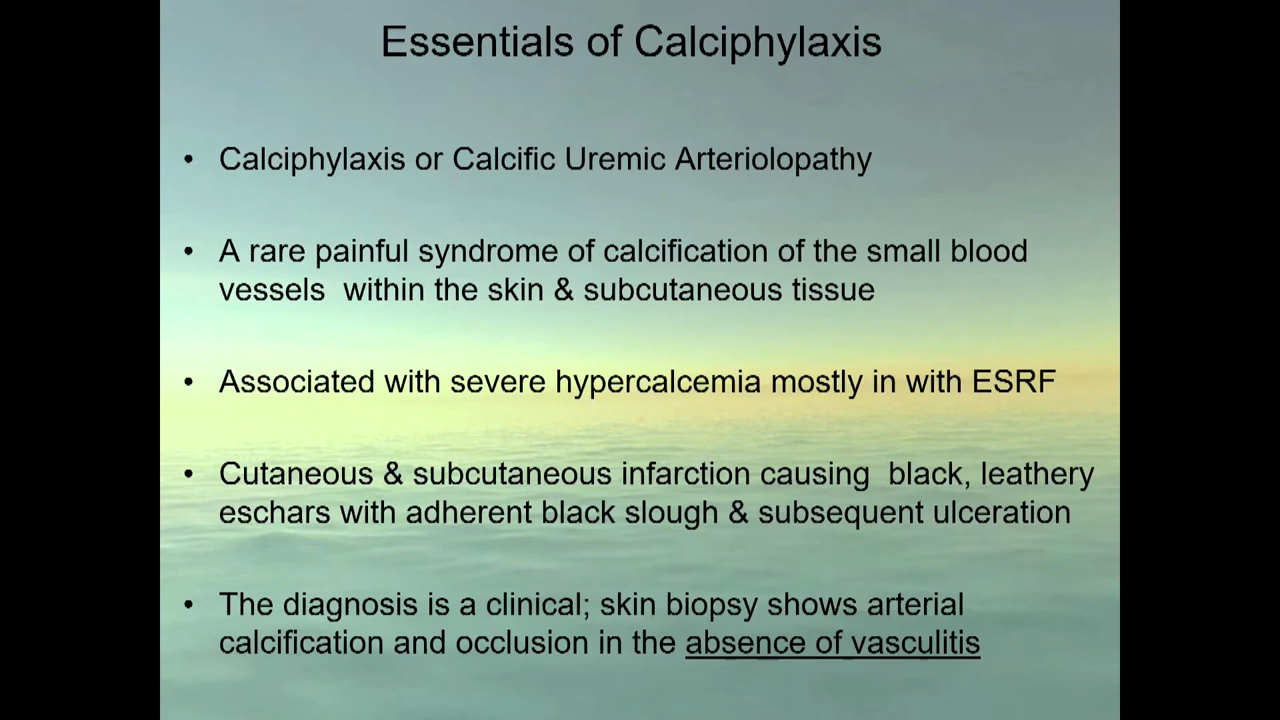 Essentials of Calciphylaxis
• Calciphylaxis or Calcific Uremic Arteriolopathy
• A rare painful syndrome of calcification of the small blood
vessels  within the skin & subcutaneous tissue
• Associated with severe hypercalcemia mostly in with ESRF
• Cutaneous & subcutaneous infarction causing  black, leathery
eschars with adherent black slough & subsequent ulceration
• The diagnosis is a clinical; skin biopsy shows arterial
calcification and occlusion in the absence of vasculitis